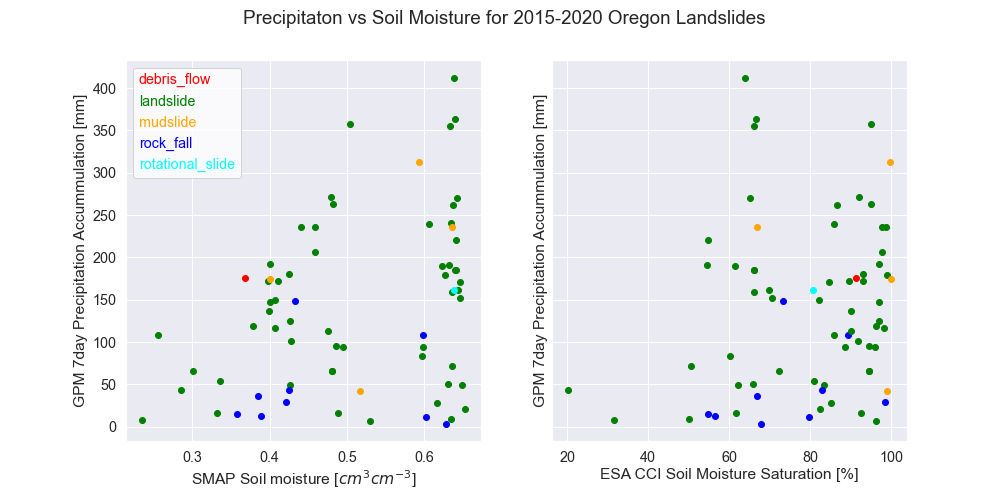 Precipitaton vs Soil Moisture for 2015-2020 Oregon Landslides
GPM 7day Precipitation Accummulation [mm]
400
350
300
250
200
150
100
50
0
debris_flow
landslide
mudslide
rock_fall
rotational_slide
0.3 0.4 0.5 0.6
SMAP Soil moisture [cm³cm⁻³]
GPM 7day Precipitation Accummulation [mm]
20 40 60 80 100
ESA CCI Soil Moisture Saturation [%]